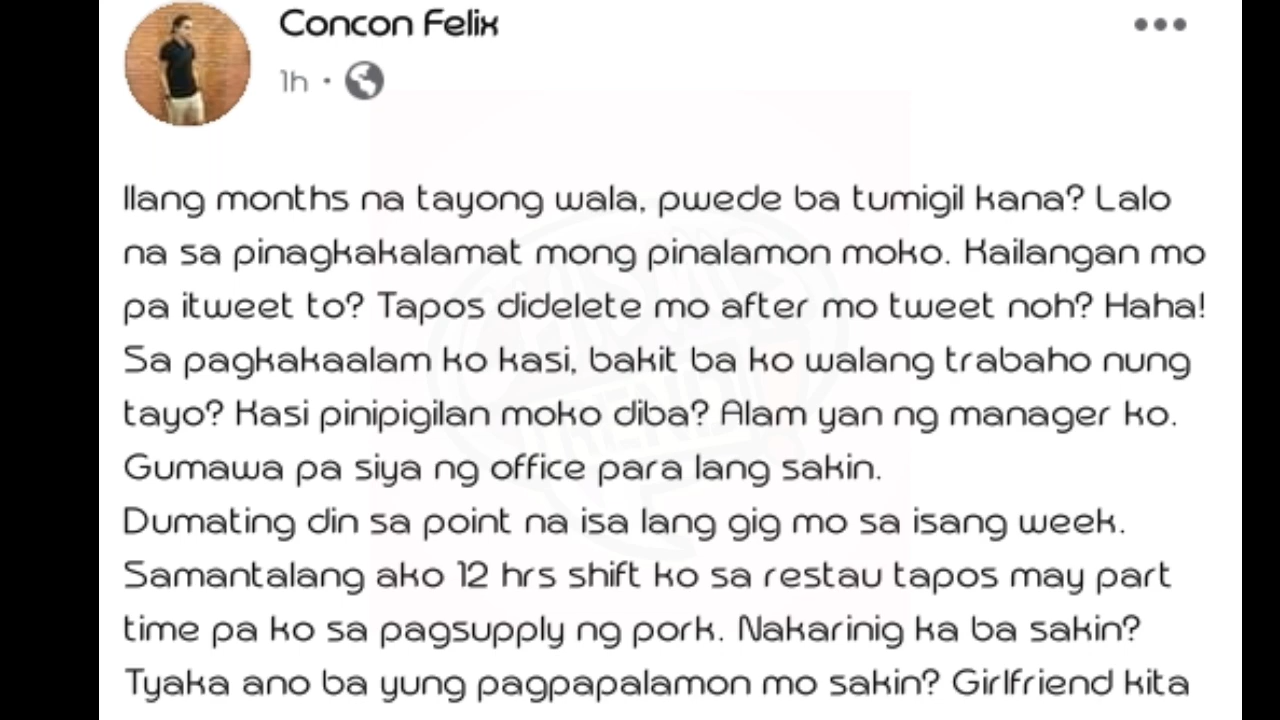 Concon Felix
1h ·
Ilang months na tayong wala, pwede ba tumigil kana? Lalo
na sa pinagkakalamat mong pinalamon moko. Kailangan mo
pa itweet to? Tapos didelete mo after mo tweet noh? Haha!
Sa pagkakaalam ko kasi, bakit ba ko walang trabaho nung
tayo? Kasi pinipigilan moko diba? Alam yan ng manager ko.
Gumawa pa siya ng office para lang sakin.
Dumating din sa point na isa lang gig mo sa isang week.
Samantalang ako 12 hrs shift ko sa restau tapos may part
time pa ko sa pagsupply ng pork. Nakarinig ka ba sakin?
Tyaka ano ba yung pagpapalamon mo sakin? Girlfriend kita